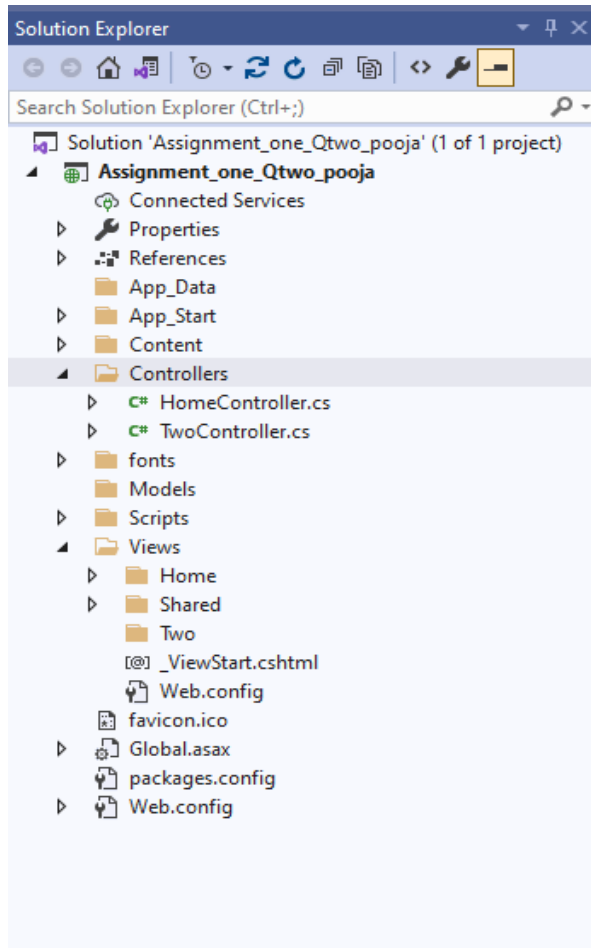 Solution Explorer
Search Solution Explorer (Ctrl+;)
Solution 'Assignment_one_Qtwo_pooja' (1 of 1 project)
Assignment_one_Qtwo_pooja
Connected Services
Properties
References
App_Data
App_Start
Content
Controllers
C# HomeController.cs
C# TwoController.cs
fonts
Models
Scripts
Views
Home
Shared
Two
[@] _ViewStart.cshtml
Web.config
favicon.ico
Global.asax
packages.config
Web.config